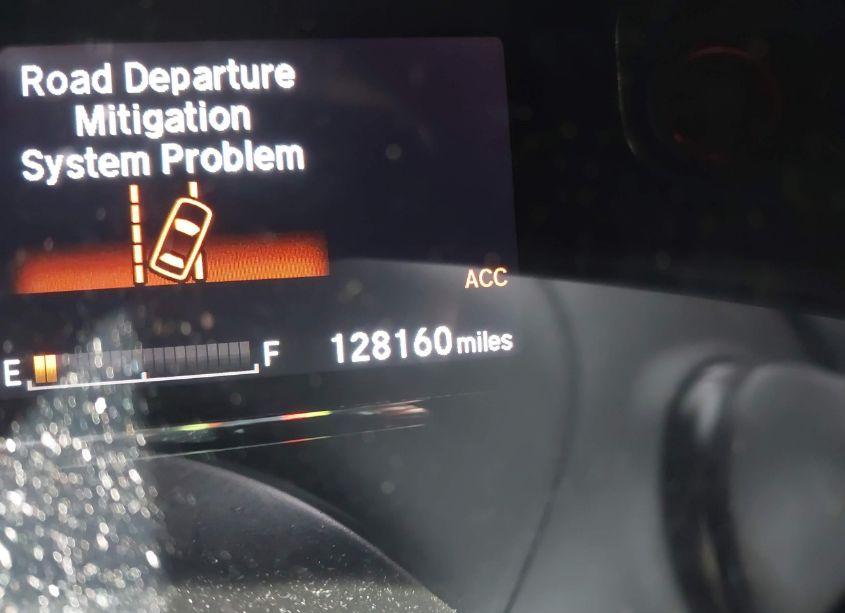 Road Departure
Mitigation
System Problem
ACC
E F 128160 miles